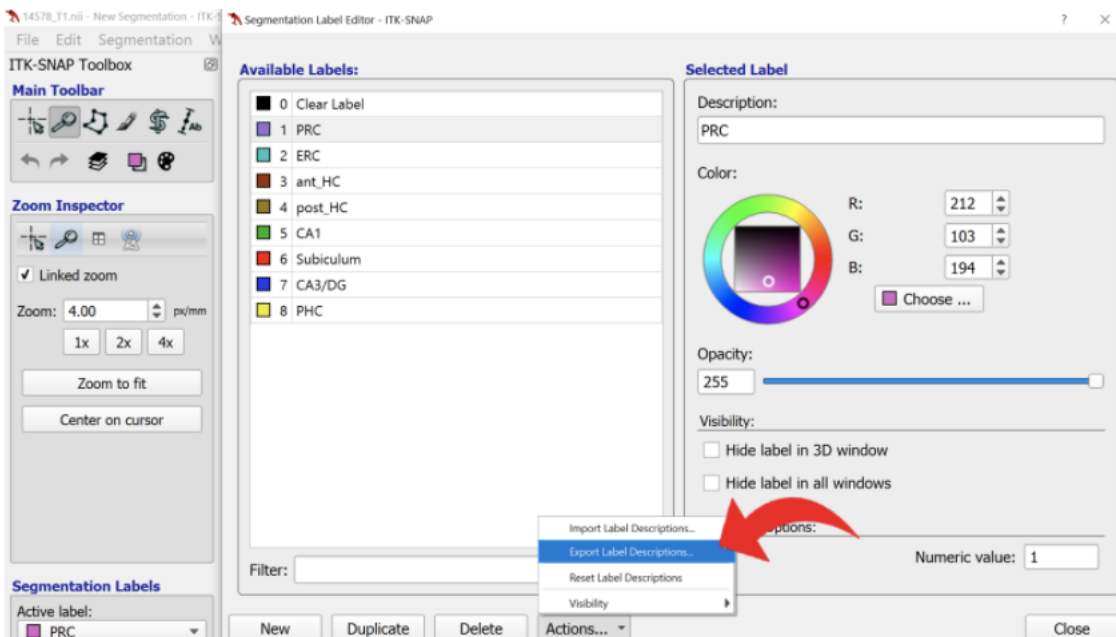 14578_T1.nii - New Segmentation - ITK-S
File Edit Segmentation W
ITK-SNAP Toolbox
Main Toolbar
Ab
Zoom Inspector
Linked zoom
Zoom: 4.00 px/mm
1x 2x 4x
Zoom to fit
Center on cursor
Segmentation Labels
Active label:
PRC
Segmentation Label Editor - ITK-SNAP ? ×
Available Labels:
0 Clear Label
1 PRC
2 ERC
3 ant_HC
4 post_HC
5 CA1
6 Subiculum
7 CA3/DG
8 PHC
Filter:
New Duplicate Delete Actions...
Import Label Descriptions...
Export Label Descriptions...
Reset Label Descriptions
Visibility
Selected Label
Description:
PRC
Color:
R: 212
G: 103
B: 194
Choose ...
Opacity:
255
Visibility:
Hide label in 3D window
Hide label in all windows
ptions:
Numeric value: 1
Close